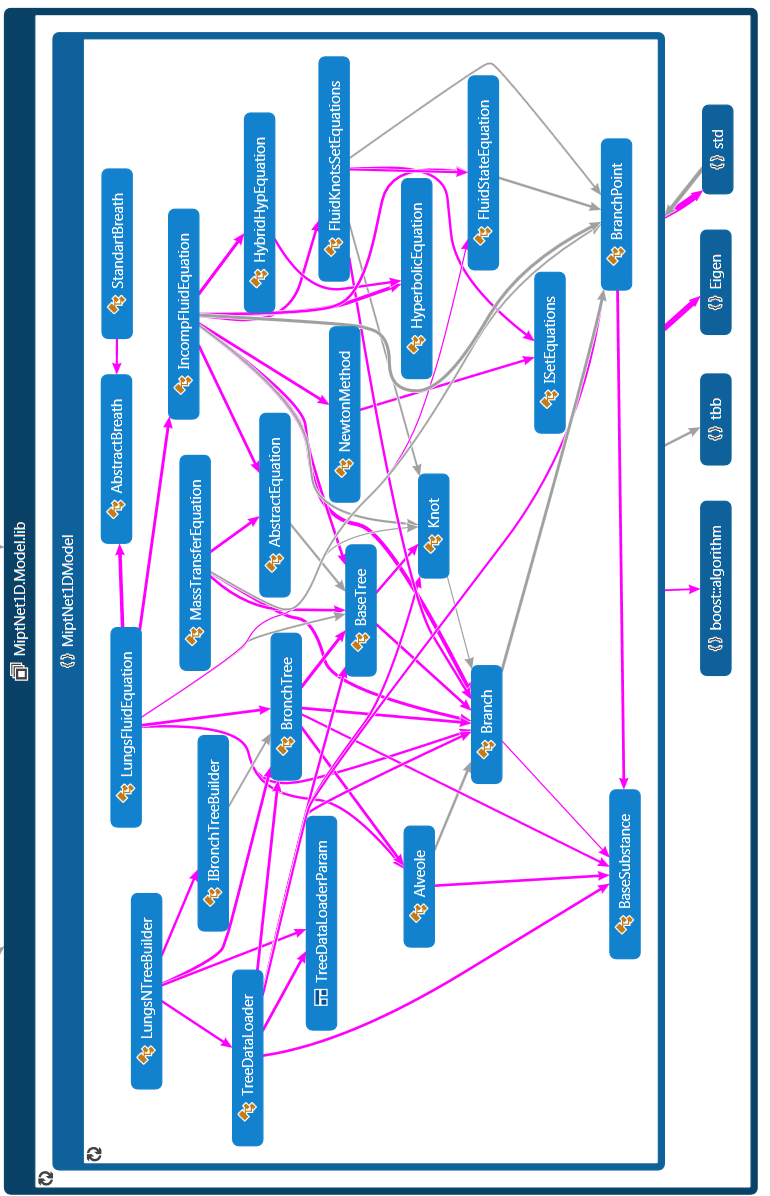 MiptNet1D.Model.lib
MiptNet1DModel
StandartBreath
AbstractBreath
LungsFluidEquation
LungsNTreeBuilder
IncompFluidEquation
MassTransferEquation
IBronchTreeBuilder
HybridHypEquation
AbstractEquation
BronchTree
TreeDataLoader
FluidKnotsSetEquations
NewtonMethod
BaseTree
TreeDataLoaderParam
HyperbolicEquation
Knot
Alveole
FluidStateEquation
ISetEquations
Branch
BranchPoint
BaseSubstance
std
Eigen
tbb
boost::algorithm